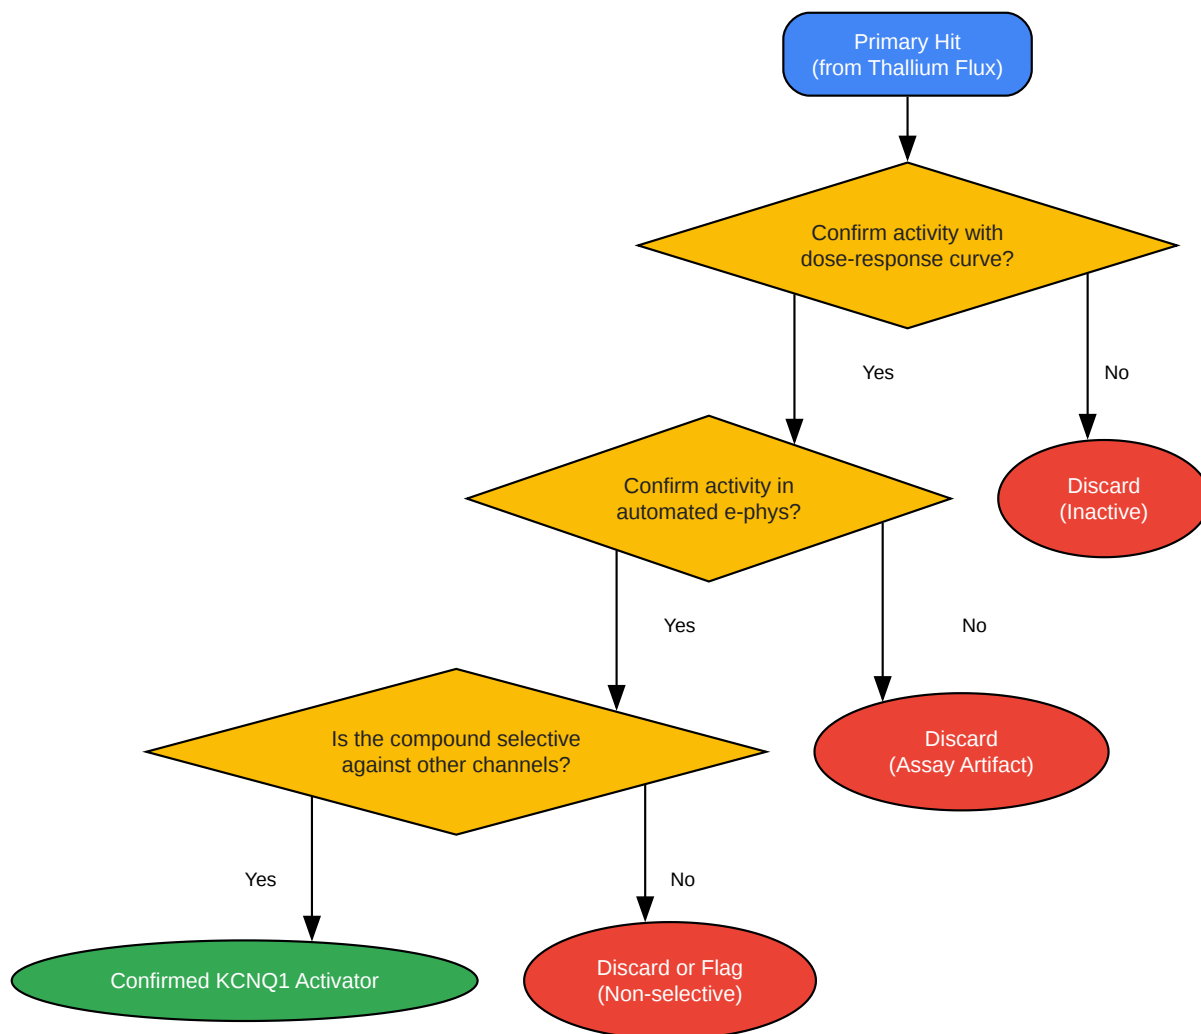 Primary Hit
(from Thallium Flux)
Confirm activity with
dose-response curve?
Yes
No
Confirm activity in
automated e-phys?
Discard
(Inactive)
Yes
No
Is the compound selective
against other channels?
Discard
(Assay Artifact)
Yes
No
Confirmed KCNQ1 Activator
Discard or Flag
(Non-selective)